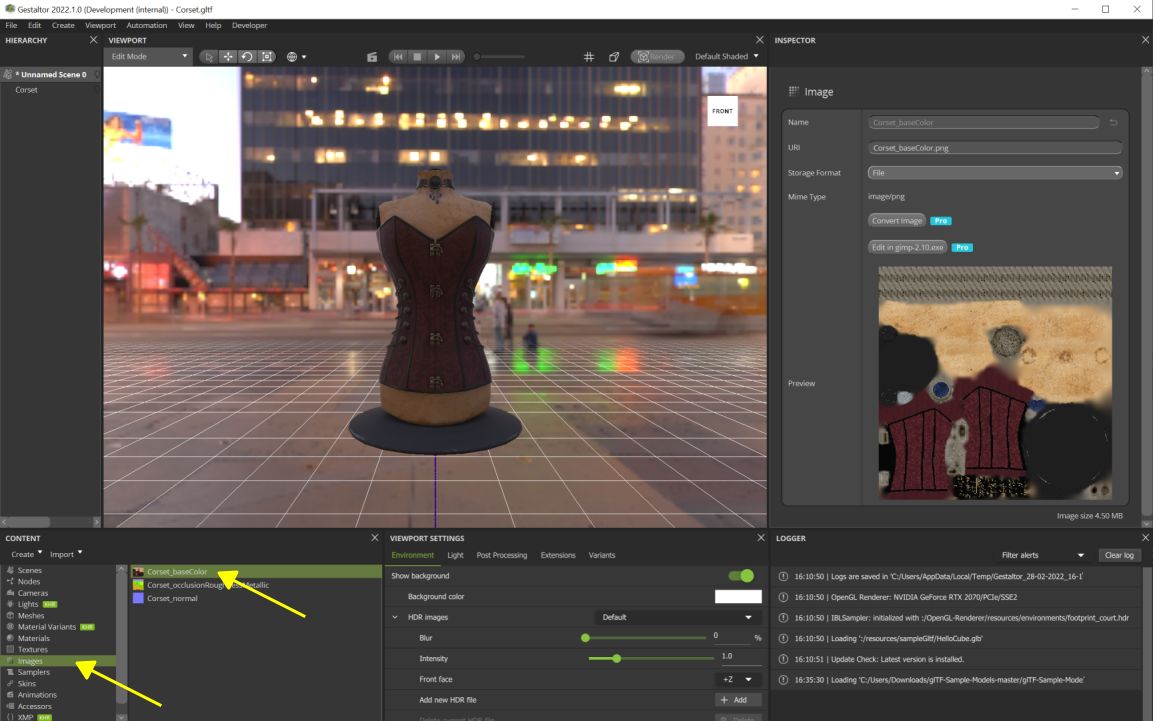 Gestaltor 2022.1.0 (Development (internal)) - Corset.gltf
File Edit Create Viewport Automation View Help Developer
HIERARCHY
* Unnamed Scene 0
Corset
VIEWPORT
Edit Mode
Render
Default Shaded
FRONT
INSPECTOR
Image
Name Corset_baseColor
URI Corset_baseColor.png
Storage Format File
Mime Type image/png
Convert Image Pro
Edit in gimp-2.10.exe Pro
Preview
Image size 4.50 MB
CONTENT
Create Import
Scenes
Nodes
Cameras
Lights KHR
Meshes
Material Variants KHR
Materials
Textures
Images
Samplers
Skins
Animations
Accessors
XMP KHR
Corset_baseColor
Corset_normal
VIEWPORT SETTINGS
Environment Light Post Processing Extensions Variants
Show background
Background color
HDR images Default
Blur 0 %
Intensity 1.0
Front face +Z
Add new HDR file + Add
Delete current HDR file Delete
LOGGER
Filter alerts Clear log
16:10:50 | Logs are saved in 'C:/Users/AppData/Local/Temp/Gestaltor_28-02-2022_16-1'
16:10:50 | OpenGL Renderer: NVIDIA GeForce RTX 2070/PCIe/SSE2
16:10:50 | IBLSampler: initialized with :/OpenGL-Renderer/resources/environments/footprint_court.hdr
16:10:50 | Loading ':/resources/sampleGltf/HelloCube.glb'
16:10:51 | Update Check: Latest version is installed.
16:35:30 | Loading 'C:/Users/Downloads/glTF-Sample-Models-master/glTF-Sample-Mode'